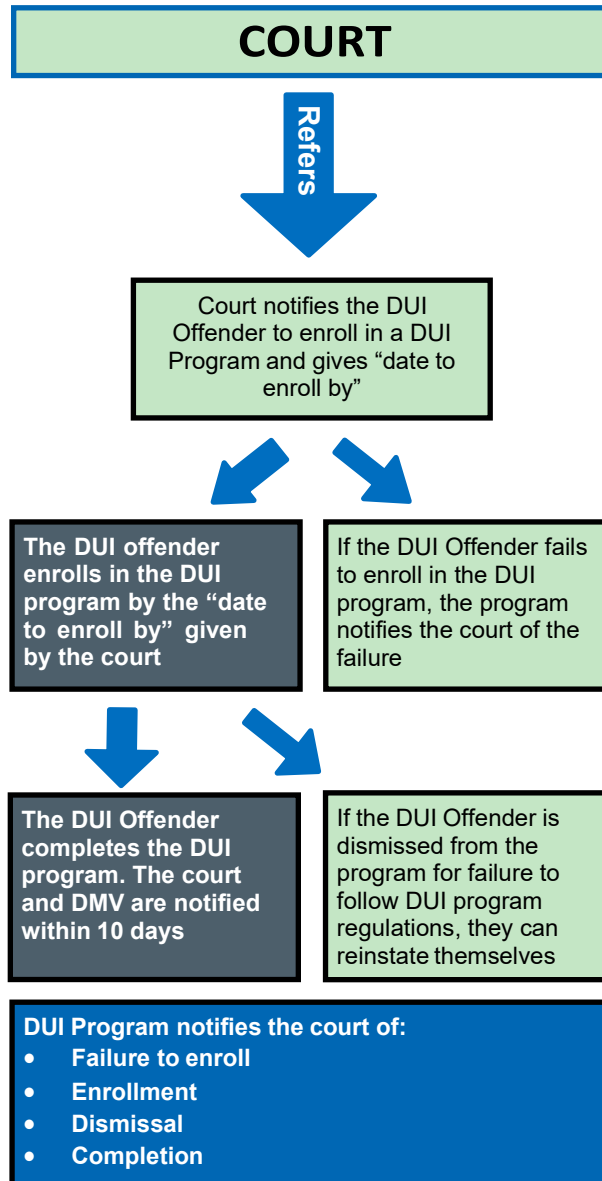 COURT
Refers
Court notifies the DUI
Offender to enroll in a DUI
Program and gives “date to
enroll by”
The DUI offender
enrolls in the DUI
program by the “date
to enroll by” given
by the court
If the DUI Offender fails
to enroll in the DUI
program, the program
notifies the court of the
failure
The DUI Offender
completes the DUI
program. The court
and DMV are notified
within 10 days
If the DUI Offender is
dismissed from the
program for failure to
follow DUI program
regulations, they can
reinstate themselves
DUI Program notifies the court of:
• Failure to enroll
• Enrollment
• Dismissal
• Completion